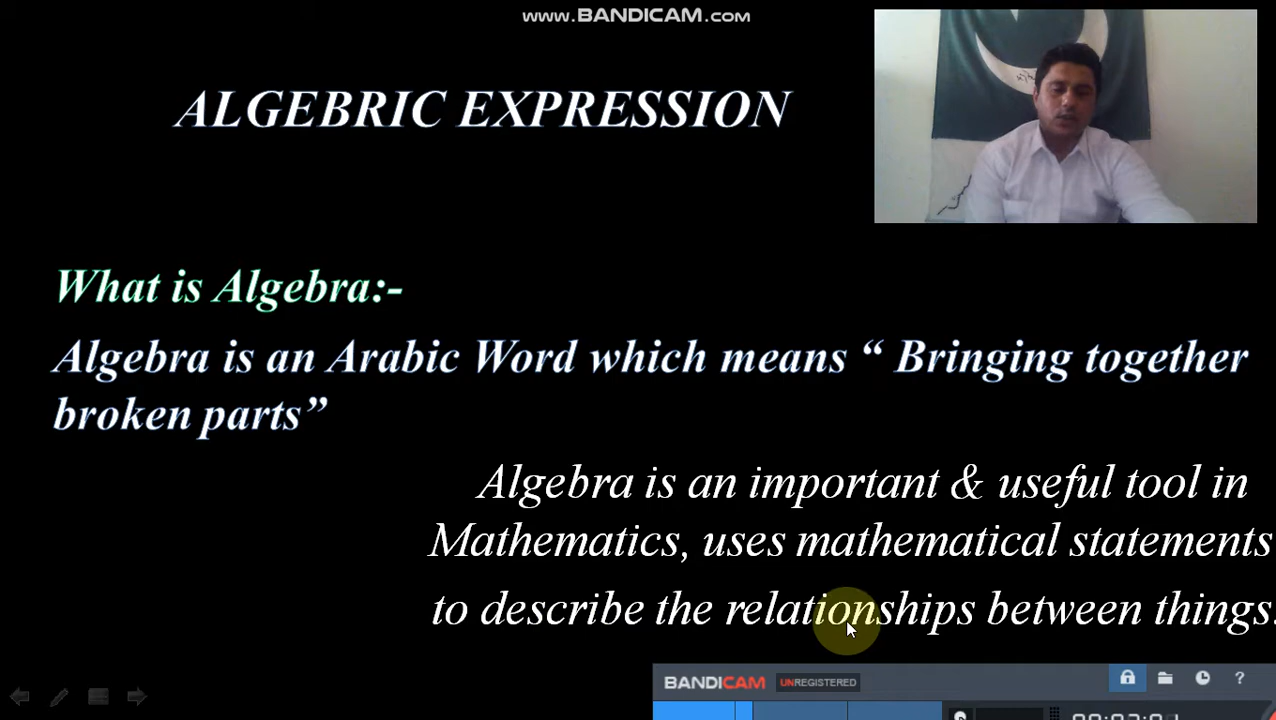 www.BANDICAM.com
ALGEBRIC EXPRESSION
What is Algebra:-
Algebra is an Arabic Word which means “ Bringing together
broken parts”
Algebra is an important & useful tool in
Mathematics, uses mathematical statements
to describe the relationships between things.
BANDICAM UNREGISTERED ?